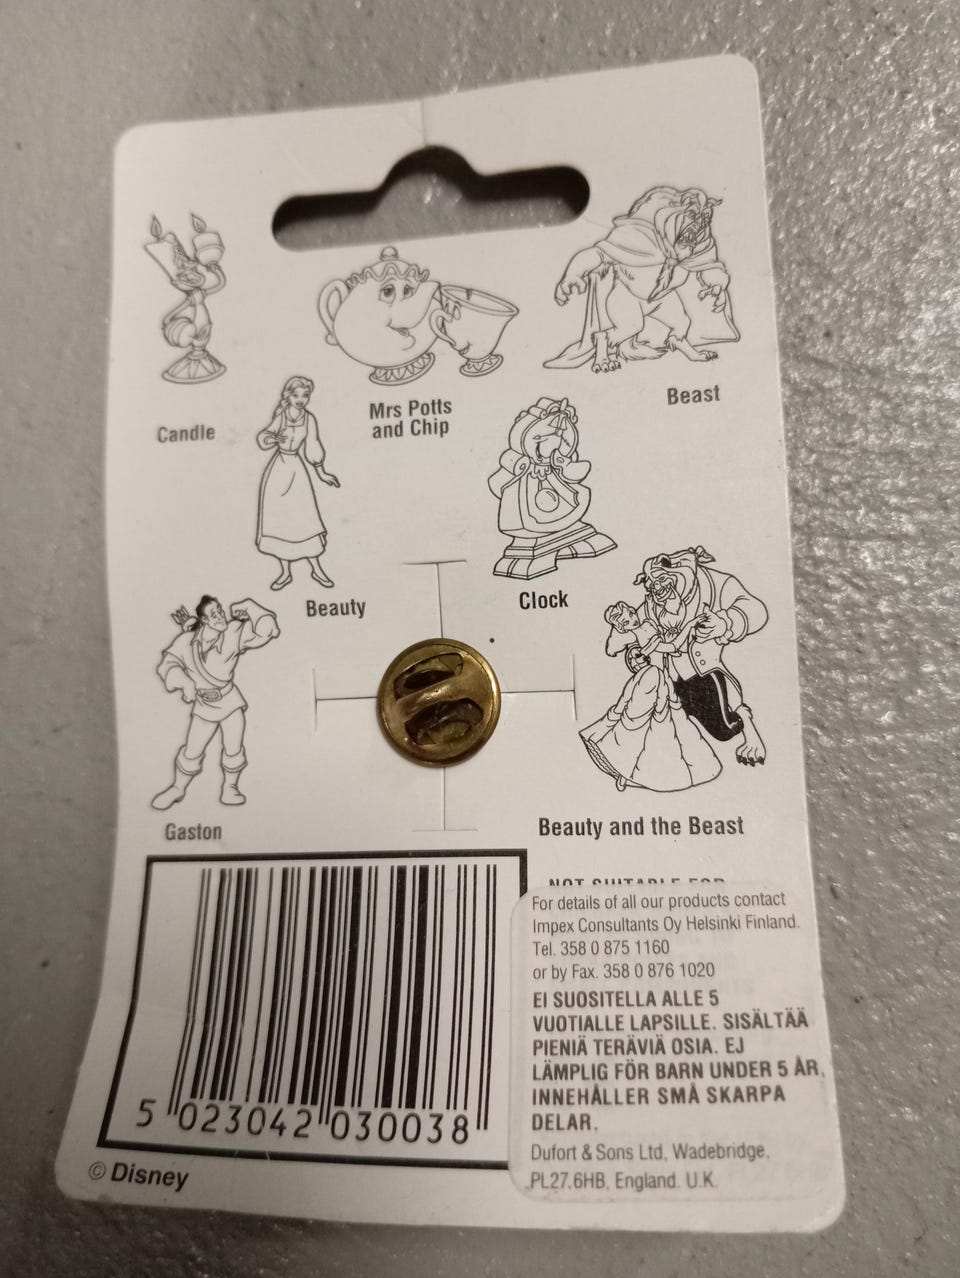 Candle
Mrs Potts
and Chip
Beast
Beauty
Clock
Gaston
Beauty and the Beast
NOT SUITABLE FOR
For details of all our products contact
Impex Consultants Oy Helsinki Finland.
Tel. 358 0 875 1160
or by Fax. 358 0 876 1020
EI SUOSITELLA ALLE 5
VUOTIALLE LAPSILLE. SISÄLTÄÄ
PIENIÄ TERÄVIÄ OSIA. EJ
LÄMPLIG FÖR BARN UNDER 5 ÅR,
INNEHÅLLER SMÅ SKARPA
DELAR.
Dufort & Sons Ltd, Wadebridge,
PL27.6HB, England. U.K.
5 023042 030038
© Disney